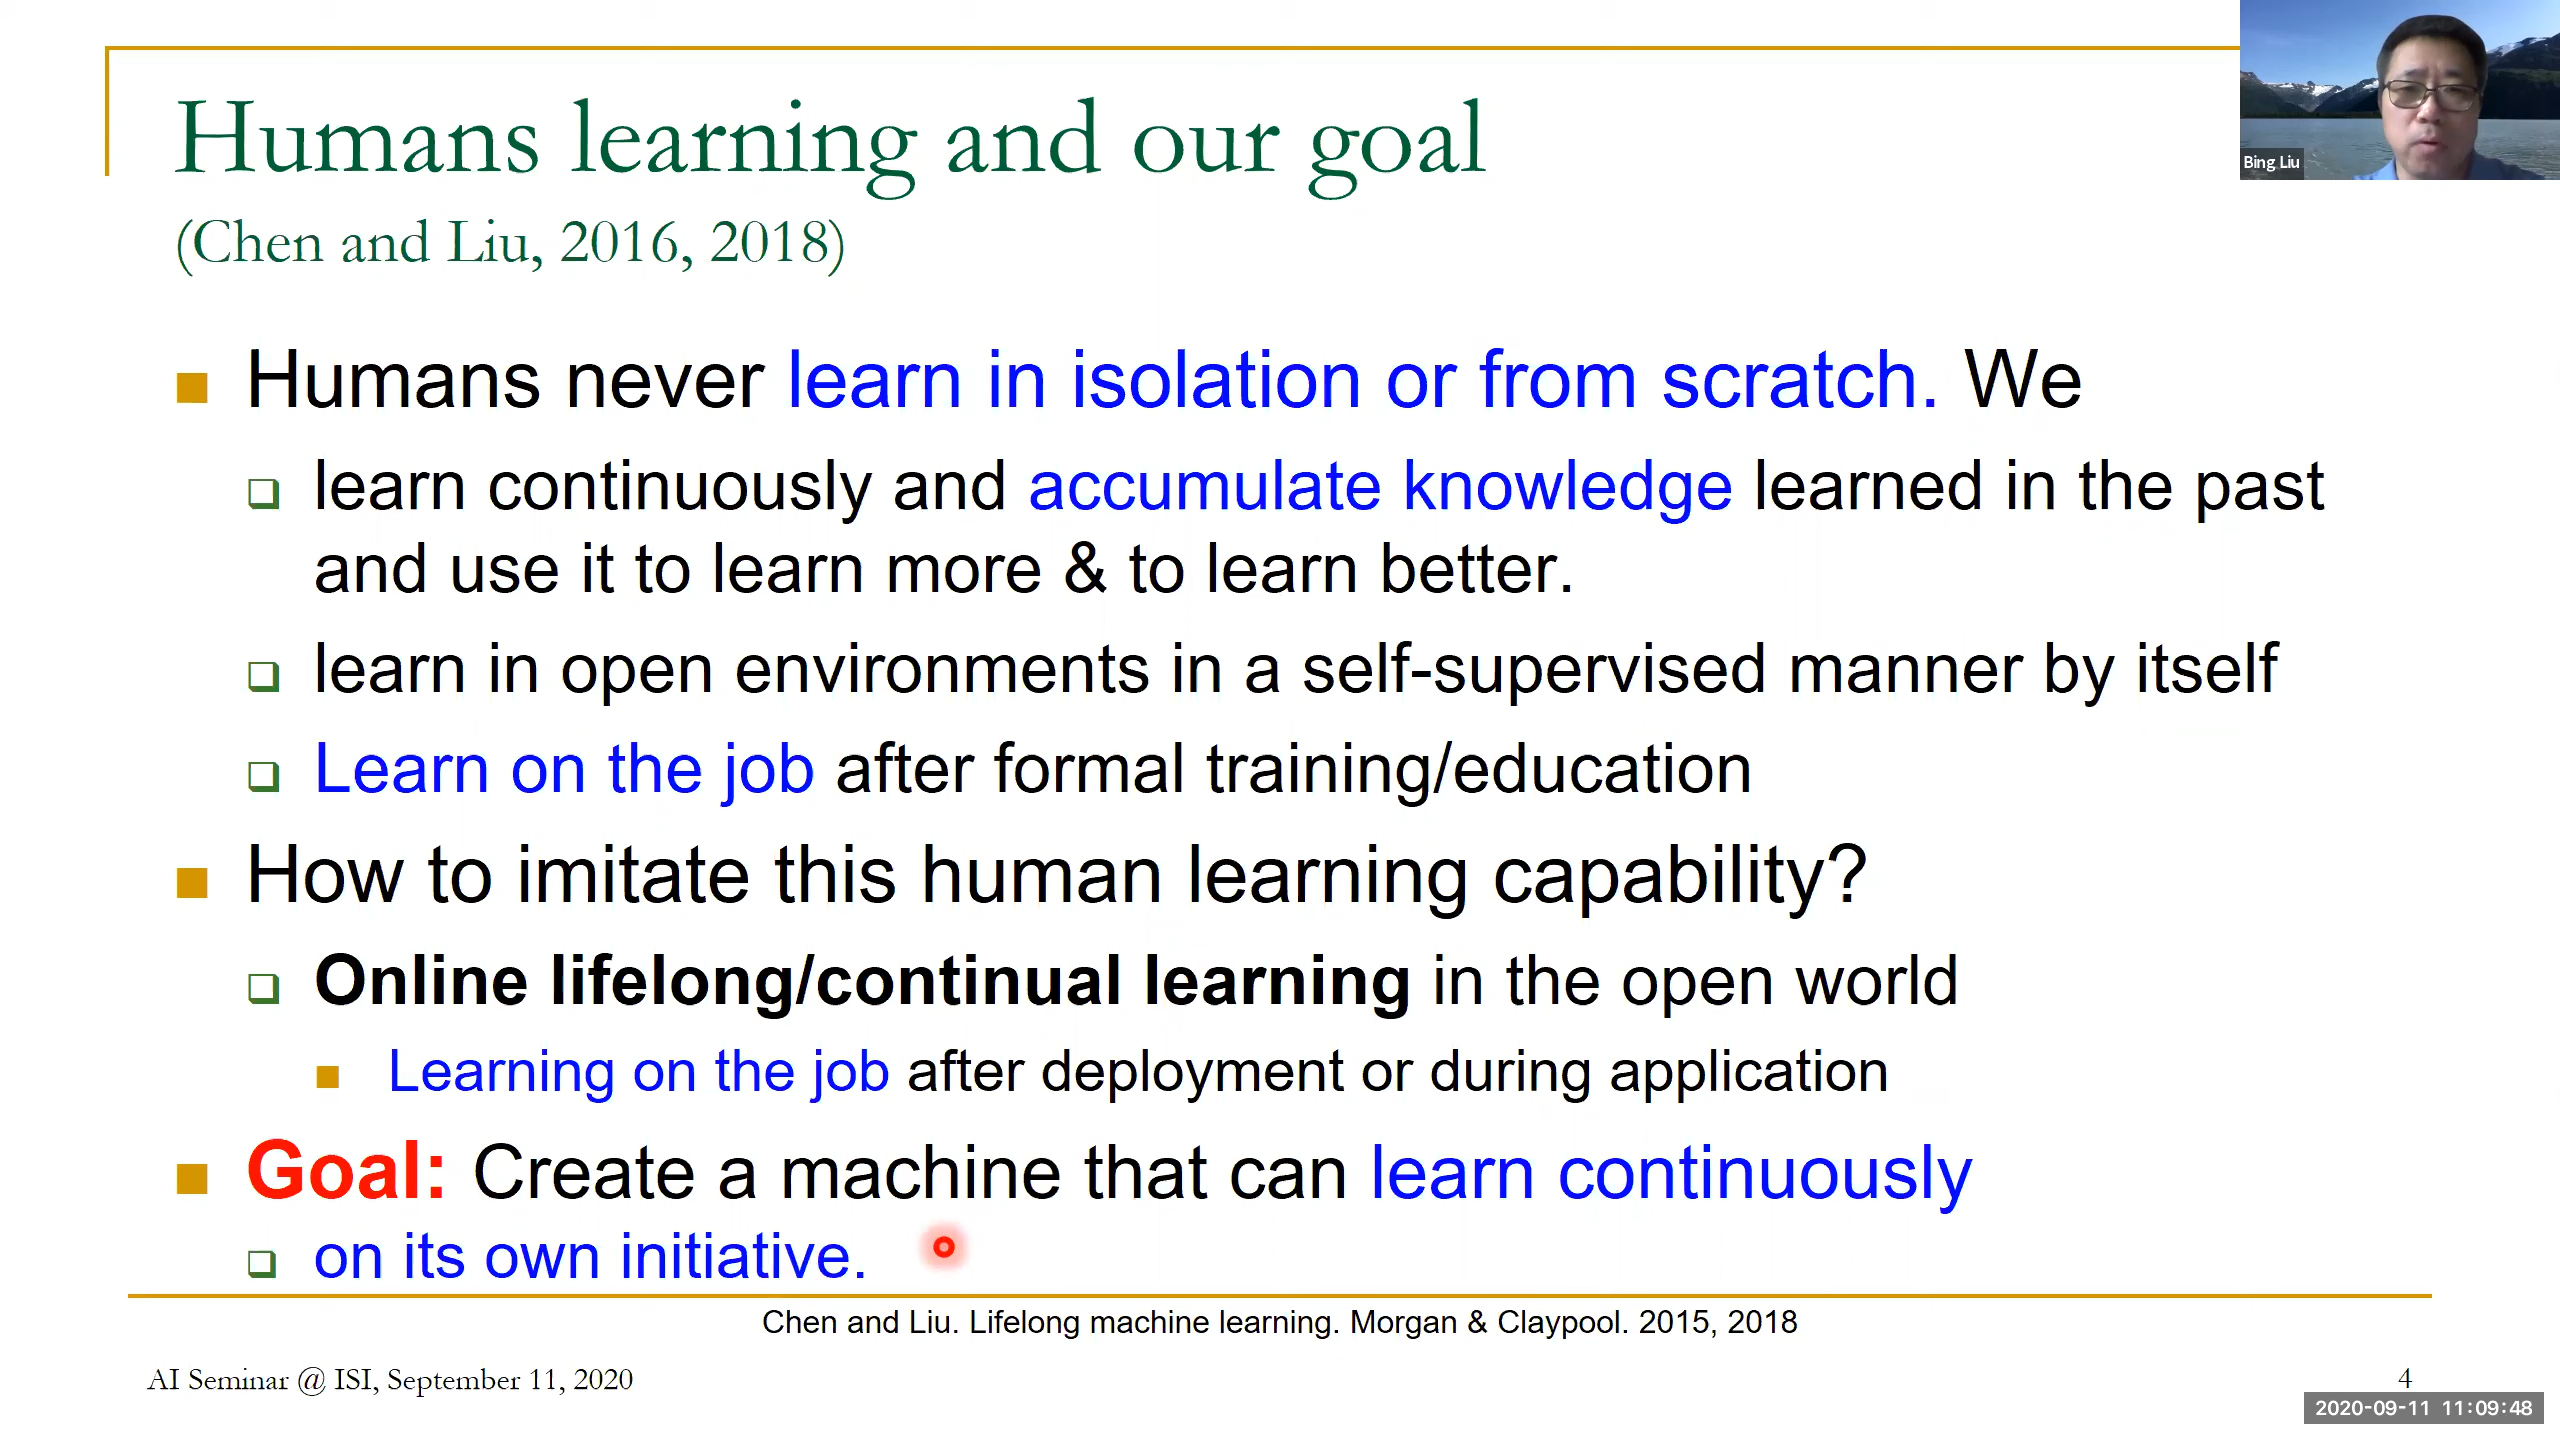 Humans learning and our goal
(Chen and Liu, 2016, 2018)
Bing Liu
Humans never learn in isolation or from scratch. We
learn continuously and accumulate knowledge learned in the past
and use it to learn more & to learn better.
learn in open environments in a self-supervised manner by itself
Learn on the job after formal training/education
How to imitate this human learning capability?
Online lifelong/continual learning in the open world
Learning on the job after deployment or during application
Goal: Create a machine that can learn continuously
on its own initiative.
Chen and Liu. Lifelong machine learning. Morgan & Claypool. 2015, 2018
AI Seminar @ ISI, September 11, 2020
4
2020-09-11 11:09:48